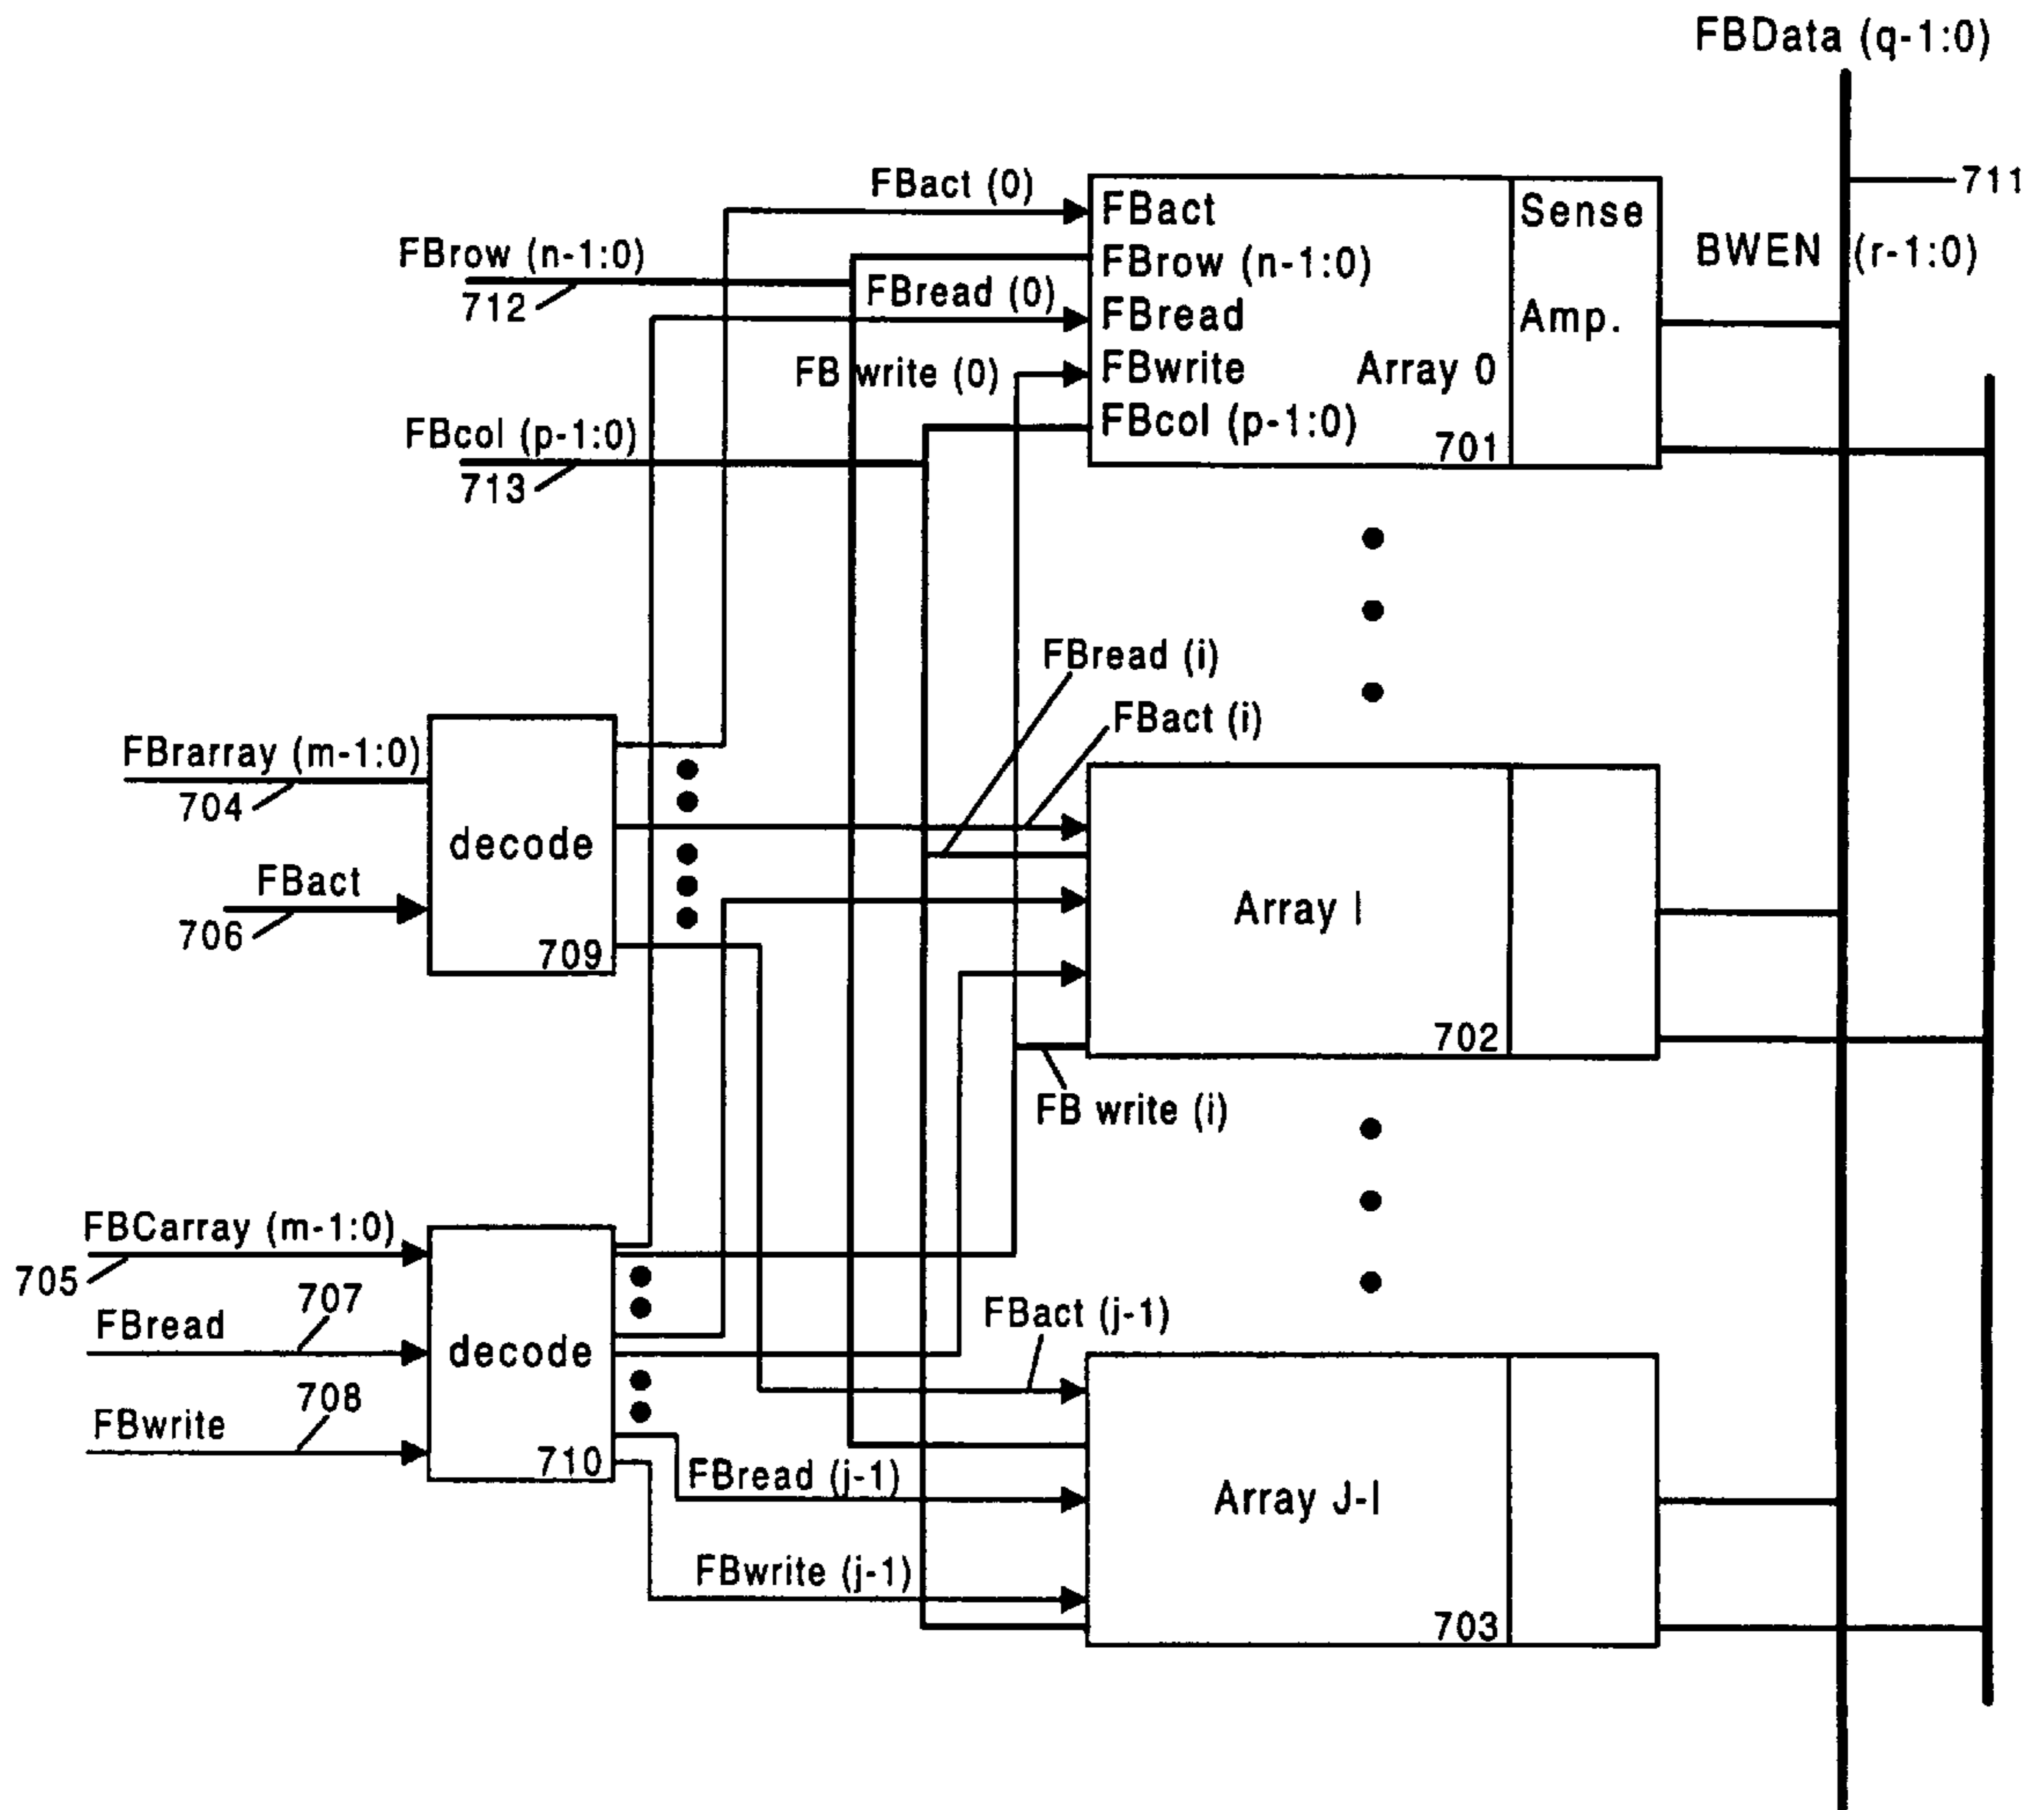 FBData (q-1:0)
711
BWEN (r-1:0)
FBact (0)
FBrow (n-1:0)
712
FBread (0)
FB write (0)
FBcol (p-1:0)
713
FBact
FBrow (n-1:0)
FBread
FBwrite
FBcol (p-1:0)
Array 0
701
Sense
Amp.
FBread (i)
FBact (i)
FBrarray (m-1:0)
704
decode
FBact
706
709
Array I
702
FB write (i)
FBCarray (m-1:0)
705
707
FBread
decode
708
FBwrite
710
FBact (j-1)
FBread (j-1)
FBwrite (j-1)
Array J-I
703